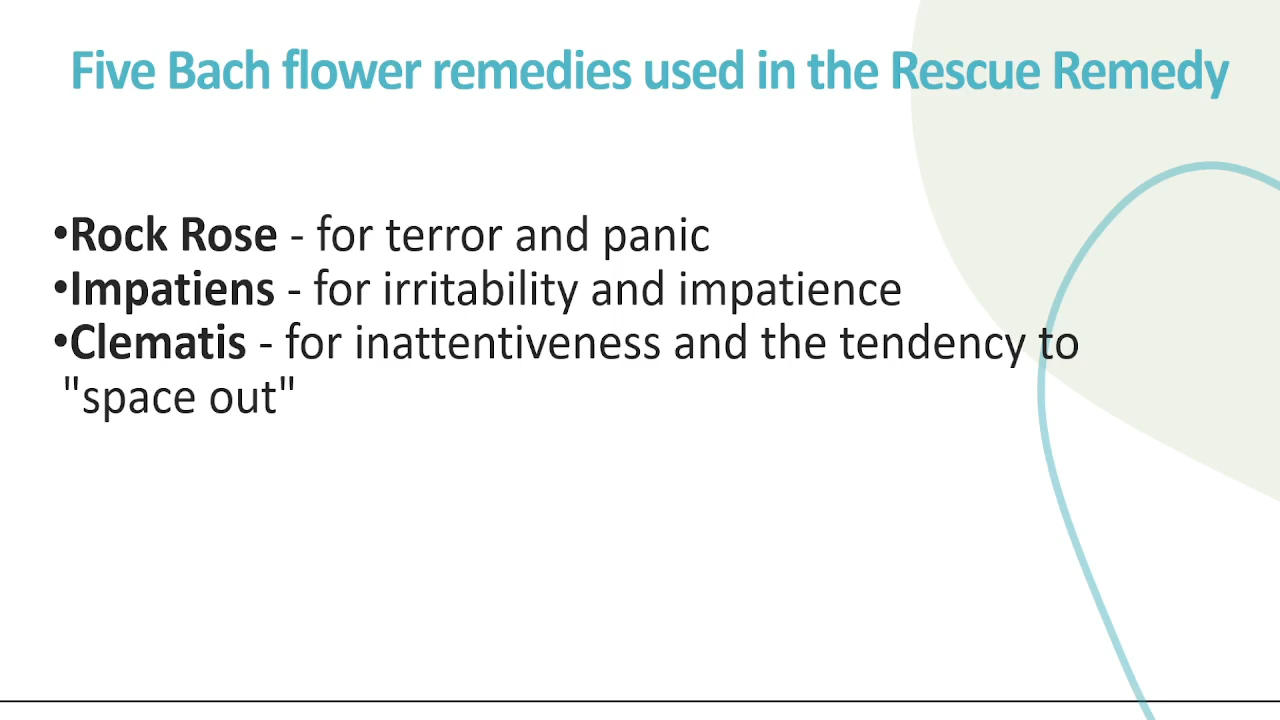 Five Bach flower remedies used in the Rescue Remedy
•Rock Rose - for terror and panic
•Impatiens - for irritability and impatience
•Clematis - for inattentiveness and the tendency to
"space out"